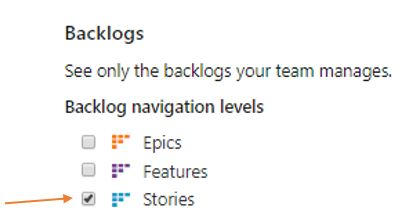 Backlogs
See only the backlogs your team manages.
Backlog navigation levels
Epics
Features
Stories